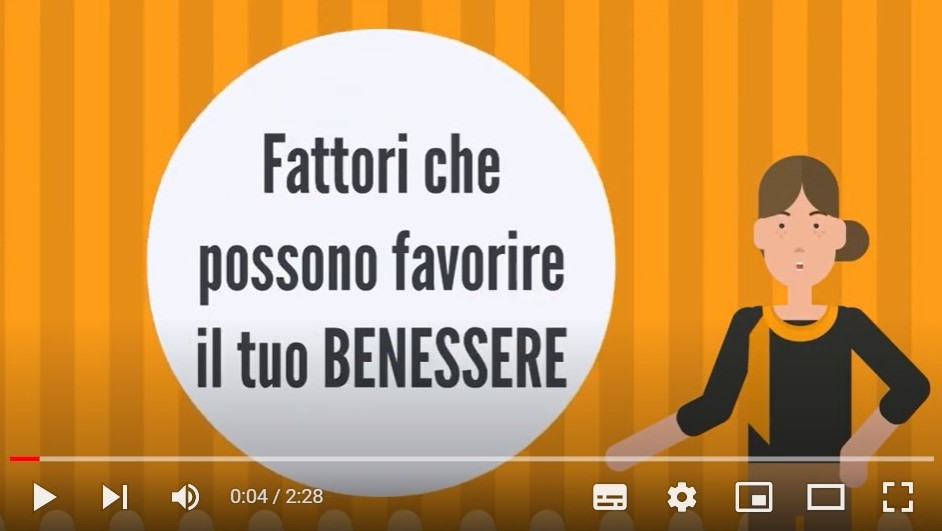 Fattori che
possono favorire
il tuo BENESSERE
0:04 / 2:28